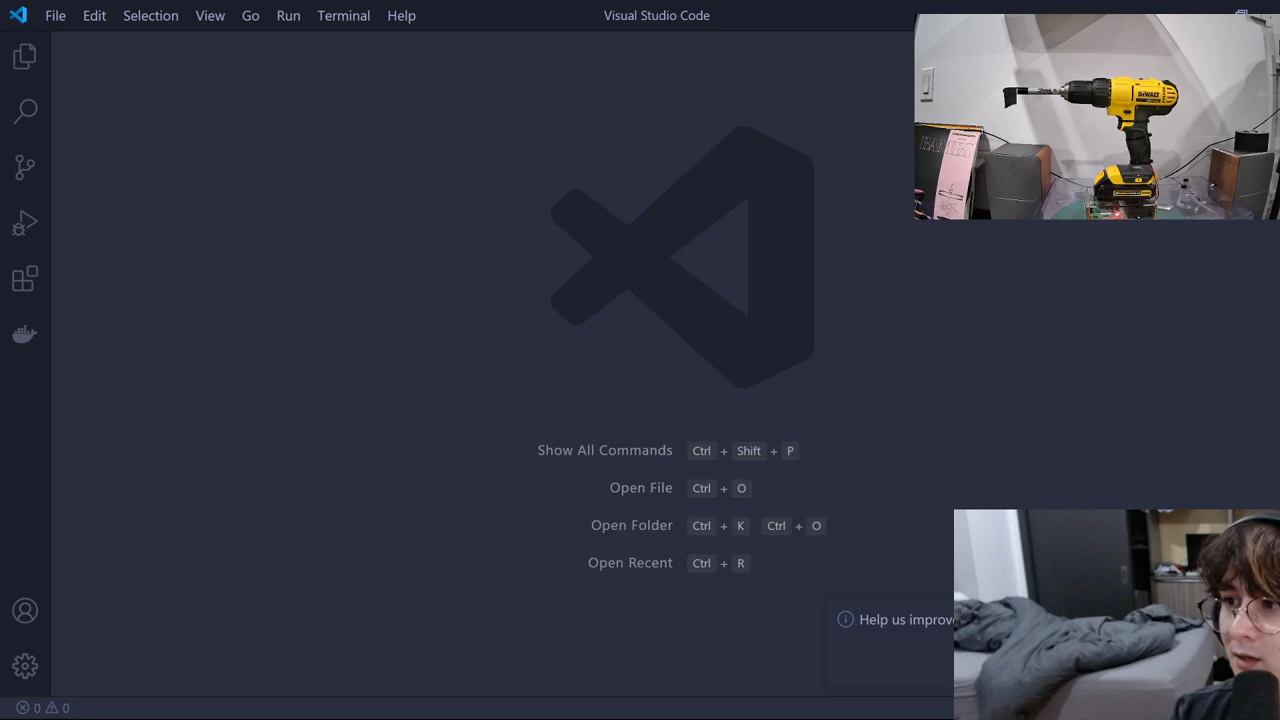 File Edit Selection View Go Run Terminal Help
Visual Studio Code
DEWALT
Show All Commands Ctrl + Shift + P
Open File Ctrl + O
Open Folder Ctrl + K Ctrl + O
Open Recent Ctrl + R
Help us improv
0 0